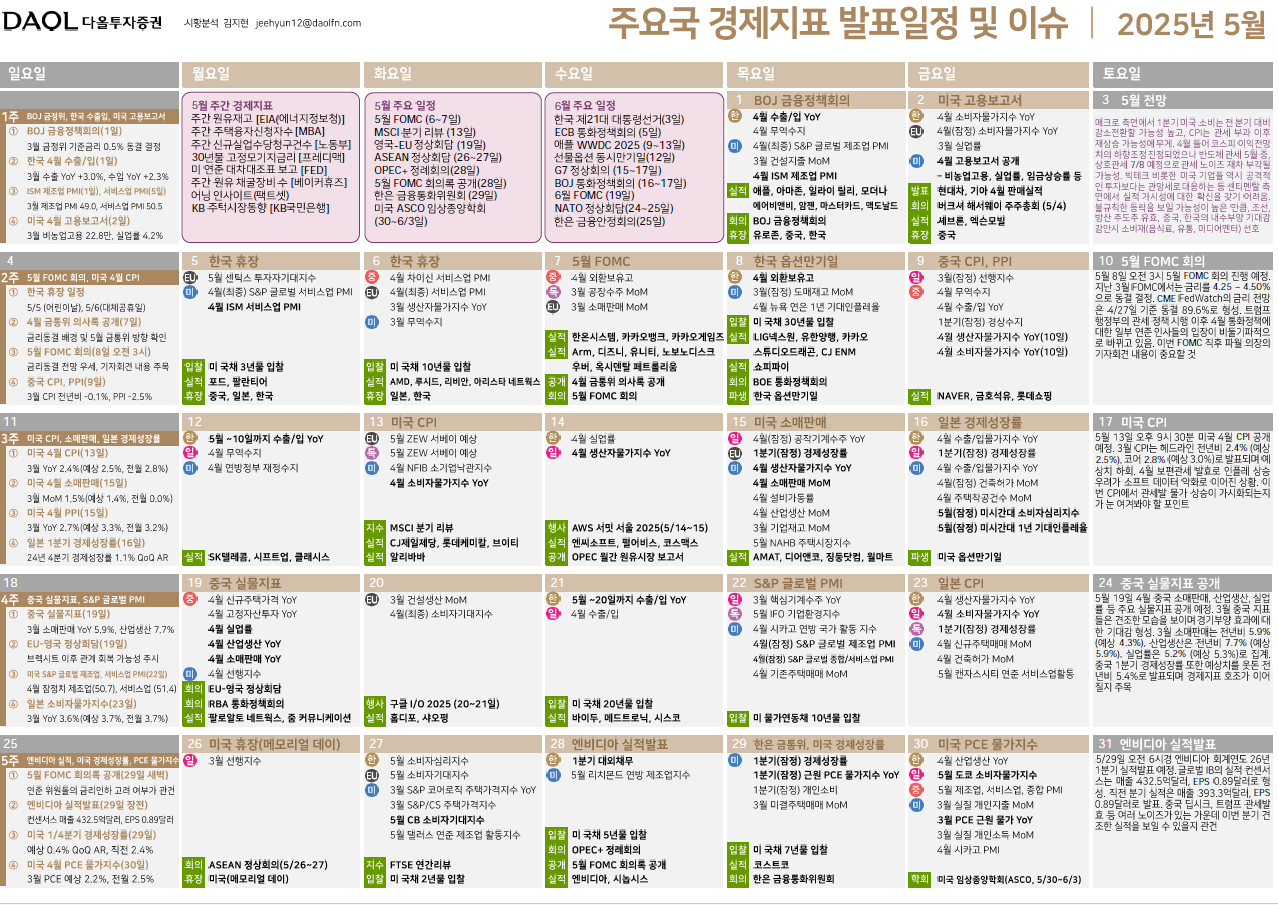 DAOL 다올투자증권
시황분석 김지현 jeehyun12@daolfn.com
주요국 경제지표 발표일정 및 이슈 | 2025년 5월
일요일
월요일
화요일
수요일
목요일
금요일
토요일
1주 BOJ 금정위, 한국 수출입, 미국 고용보고서
① BOJ 금융정책회의(1일)
3월 금정위 기준금리 0.5% 동결 결정
② 한국 4월 수출/입(1일)
3월 수출 YoY +3.0%, 수입 YoY +2.3%
③ ISM 제조업 PMI(1일), 서비스업 PMI(5일)
3월 제조업 PMI 49.0, 서비스업 PMI 50.5
④ 미국 4월 고용보고서(2일)
3월 비농업고용 22.8만, 실업률 4.2%
5월 주간 경제지표
주간 원유재고 [EIA(에너지정보청)]
주간 주택융자신청자수 [MBA]
주간 신규실업수당청구건수 [노동부]
30년물 고정모기지금리 [프레디맥]
미 연준 대차대조표 보고 [FED]
주간 원유 채굴장비 수 [베이커휴즈]
어닝 인사이트(팩트셋)
KB 주택시장동향 [KB국민은행]
5월 주요 일정
5월 FOMC (6~7일)
MSCI 분기 리뷰 (13일)
영국-EU 정상회담 (19일)
ASEAN 정상회담 (26~27일)
OPEC+ 정례회의(28일)
5월 FOMC 회의록 공개(28일)
한은 금융통화위원회 (29일)
미국 ASCO 임상종양학회
(30~6/3일)
6월 주요 일정
한국 제21대 대통령선거(3일)
ECB 통화정책회의 (5일)
애플 WWDC 2025 (9~13일)
선물옵션 동시만기일(12일)
G7 정상회의 (15~17일)
BOJ 통화정책회의 (16~17일)
6월 FOMC (19일)
NATO 정상회담(24~25일)
한은 금융안정회의(25일)
1 BOJ 금융정책회의
한 4월 수출/입 YoY
4월 무역수지
미 4월(최종) S&P 글로벌 제조업 PMI
3월 건설지출 MoM
4월 ISM 제조업 PMI
실적 애플, 아마존, 일라이 릴리, 모더나
에어비앤비, 암젠, 마스터카드, 맥도날드
회의 BOJ 금융정책회의
휴장 유로존, 중국, 한국
2 미국 고용보고서
한 4월 소비자물가지수 YoY
EU 4월(잠정) 소비자물가지수 YoY
3월 실업률
미 4월 고용보고서 공개
- 비농업고용, 실업률, 임금상승률 등
발표 현대차, 기아 4월 판매실적
회의 버크셔 해서웨이 주주총회 (5/4)
실적 셰브론, 엑슨모빌
휴장 중국
3 5월 전망
매크로 측면에서 1분기 미국 소비는 전 분기 대비 감소전환할 가능성 높고, CPI는 관세 부과 이후 재상승 가능성에 무게. 4월 들어 코스피 이익전망치의 하향조정 진정되었으나 반도체관세 5월 중, 상호관세 7/8 예정으로 관세 노이즈 재차 부각될 가능성. 빅테크 비롯한 미국 기업들 역시 공격적인 투자보다는 관망세로 대응하는 등 센티멘탈 측면에서 실적 가시성에 대한 확신을 갖기 어려움. 불규칙한 등락을 보일 가능성이 높은 만큼, 조선, 방산 주도주 유효, 중국, 한국의 내수부양 기대감 감안시 소비재(음식료, 유통, 미디어엔터) 선호
4
2주 5월 FOMC 회의, 미국 4월 CPI
① 한국 휴장 일정
5/5 (어린이날), 5/6(대체공휴일)
② 4월 금통위 의사록 공개(7일)
금리동결 배경 및 5월 금통위 방향 확인
③ 5월 FOMC 회의(8일 오전 3시)
금리동결 전망 우세, 기자회견 내용 주목
④ 중국 CPI, PPI(9일)
3월 CPI 전년비 -0.1%, PPI -2.5%
5 한국 휴장
EU 5월 센틱스 투자자기대지수
미 4월(최종) S&P 글로벌 서비스업 PMI
4월 ISM 서비스업 PMI
입찰 미 국채 3년물 입찰
실적 포드, 팔란티어
휴장 중국, 일본, 한국
6 한국 휴장
중 4월 차이신 서비스업 PMI
EU 4월(최종) 서비스업 PMI
3월 생산자물가지수 YoY
미 3월 무역수지
입찰 미 국채 10년물 입찰
실적 AMD, 루시드, 리비안, 아리스타 네트웍스
휴장 일본, 한국
7 5월 FOMC
중 4월 외환보유고
독 3월 공장수주 MoM
EU 3월 소매판매 MoM
실적 한온시스템, 카카오뱅크, 카카오게임즈
실적 Arm, 디즈니, 유니티, 노보노디스크
우버, 옥시덴탈 페트롤리움
공개 4월 금통위 의사록 공개
회의 5월 FOMC 회의
8 한국 옵션만기일
한 4월 외환보유고
미 3월(잠정) 도매재고 MoM
4월 뉴욕 연은 1년 기대인플레율
입찰 미 국채 30년물 입찰
실적 LIG넥스원, 유한양행, 카카오
스튜디오드래곤, CJ ENM
실적 쇼피파이
회의 BOE 통화정책회의
파생 한국 옵션만기일
9 중국 CPI, PPI
일 3월(잠정) 선행지수
중 4월 무역수지
4월 수출/입 YoY
1분기(잠정) 경상수지
4월 생산자물가지수 YoY(10일)
4월 소비자물가지수 YoY(10일)
실적 NAVER, 금호석유, 롯데쇼핑
10 5월 FOMC 회의
5월 8일 오전 3시 5월 FOMC 회의 진행 예정. 지난 3월 FOMC에서는 금리를 4.25 ~ 4.50%으로 동결 결정. CME IFedWatch의 금리 전망은 4/27일 기준 동결 89.6%로 형성. 트럼프 행정부의 관세 정책 시행 이후 4월 통화정책에 대한 일부 연준 인사들의 입장이 비둘기파적으로 바뀌고 있음. 이번 FOMC 직후 파월 의장의 기자회견 내용이 중요할 것
11
3주 미국 CPI, 소매판매, 일본 경제성장률
① 미국 4월 CPI(13일)
3월 YoY 2.4%(예상 2.5%, 전월 2.8%)
② 미국 4월 소매판매(15일)
3월 MoM 1.5%(예상 1.4%, 전월 0.0%)
③ 미국 4월 PPI(15일)
3월 YoY 2.7%(예상 3.3%, 전월 3.2%)
④ 일본 1분기 경제성장률(16일)
24년 4분기 경제성장률 1.1% QoQ AR
12
한 5월 ~10일까지 수출/입 YoY
일 4월 무역수지
미 4월 연방정부 재정수지
실적 SK텔레콤, 시프트업, 클래시스
13 미국 CPI
EU 5월 ZEW 서베이 예상
독 5월 ZEW 서베이 예상
미 4월 NFIB 소기업낙관지수
4월 소비자물가지수 YoY
지수 MSCI 분기 리뷰
실적 CJ제일제당, 롯데케미칼, 브이티
실적 알리바바
14
한 4월 실업률
일 4월 생산자물가지수 YoY
행사 AWS 서밋 서울 2025(5/14~15)
실적 엔씨소프트, 펄어비스, 코스맥스
공개 OPEC 월간 원유시장 보고서
15 미국 소매판매
일 4월(잠정) 공작기계수주 YoY
EU 1분기(잠정) 경제성장률
미 4월 생산자물가지수 YoY
4월 소매판매 MoM
4월 설비가동률
4월 산업생산 MoM
3월 기업재고 MoM
5월 NAHB 주택시장지수
실적 AMAT, 디어앤코, 징둥닷컴, 월마트
16 일본 경제성장률
한 4월 수출/입물가지수 YoY
일 1분기(잠정) 경제성장률
미 4월 수출/입물가지수 YoY
4월(잠정) 건축허가 MoM
4월 주택착공건수 MoM
5월(잠정) 미시간대 소비자심리지수
5월(잠정) 미시간대 1년 기대인플레율
파생 미국 옵션만기일
17 미국 CPI
5월 13일 오후 9시 30분 미국 4월 CPI 공개 예정. 3월 CPI는 헤드라인 전년비 2.4% (예상 2.5%), 코어 2.8% (예상 3.0%)로 발표되며 예상치 하회. 4월 보편관세 발효로 인플레 상승 우려가 소프트 데이터 악화로 이어진 상황. 이번 CPI에서 관세발 물가 상승이 가시화되는지가 눈 여겨봐야 할 포인트
18
4주 중국 실물지표, S&P 글로벌 PMI
① 중국 실물지표(19일)
3월 소매판매 YoY 5.9%, 산업생산 7.7%
② EU-영국 정상회담(19일)
브렉시트 이후 관계 회복 가능성 주시
③ 미국 S&P 글로벌 제조업, 서비스업 PMI(22일)
4월 잠정치 제조업(50.7), 서비스업 (51.4)
④ 일본 소비자물가지수(23일)
3월 YoY 3.6%(예상 3.7%, 전월 3.7%)
19 중국 실물지표
중 4월 신규주택가격 YoY
4월 고정자산투자 YoY
4월 실업률
4월 산업생산 YoY
4월 소매판매 YoY
미 4월 선행지수
회의 EU-영국 정상회담
회의 RBA 통화정책회의
실적 팔로알토 네트웍스, 줌 커뮤니케이션
20
EU 3월 건설생산 MoM
4월(최종) 소비자기대지수
행사 구글 I/O 2025 (20~21일)
실적 홈디포, 샤오펑
21
한 5월 ~20일까지 수출/입 YoY
일 4월 수출/입
입찰 미 국채 20년물 입찰
실적 바이두, 메드트로닉, 시스코
22 S&P 글로벌 PMI
일 3월 핵심기계수주 YoY
독 5월 IFO 기업환경지수
미 4월 시카고 연방 국가 활동 지수
4월(잠정) S&P 글로벌 제조업 PMI
4월(잠정) S&P 글로벌 종합/서비스업 PMI
4월 기존주택매매 MoM
입찰 미 물가연동채 10년물 입찰
23 일본 CPI
한 4월 생산자물가지수 YoY
일 4월 소비자물가지수 YoY
독 1분기(잠정) 경제성장률
미 4월 신규주택매매 MoM
4월 건축허가 MoM
5월 캔자스시티 연준 서비스업활동
24 중국 실물지표 공개
5월 19일 4월 중국 소매판매, 산업생산, 실업률 등 주요 실물지표 공개 예정. 3월 중국 지표들은 견조한 모습을 보이며 경기부양 효과에 대한 기대감 형성. 3월 소매판매는 전년비 5.9% (예상 4.3%), 산업생산은 전년비 7.7% (예상 5.9%), 실업률은 5.2% (예상 5.3%)로 집계. 중국 1분기 경제성장률 또한 예상치를 웃돈 전년비 5.4%로 발표되며 경제지표 호조가 이어질지 주목
25
5주 엔비디아 실적, 미국 경제성장률, PCE 물가지수
① 5월 FOMC 회의록 공개(29일 새벽)
연준 위원들의 금리인하 고려 여부가 관건
② 엔비디아 실적발표(29일 장전)
컨센서스 매출 432.5억달러, EPS 0.89달러
③ 미국 1/4분기 경제성장률(29일)
예상 0.4% QoQ AR, 직전 2.4%
④ 미국 4월 PCE 물가지수(30일)
3월 PCE 예상 2.2%, 전월 2.5%
26 미국 휴장(메모리얼 데이)
일 3월 선행지수
회의 ASEAN 정상회의(5/26~27)
휴장 미국(메모리얼 데이)
27
한 5월 소비자심리지수
EU 5월 소비자기대지수
미 3월 S&P 코어로직 주택가격지수 YoY
3월 S&P/CS 주택가격지수
5월 CB 소비자기대지수
5월 댈러스 연준 제조업 활동지수
지수 FTSE 연간리뷰
입찰 미 국채 2년물 입찰
28 엔비디아 실적발표
한 1분기 대외채무
미 5월 리치몬드 연방 제조업지수
입찰 미 국채 5년물 입찰
회의 OPEC+ 정례회의
공개 5월 FOMC 회의록 공개
실적 엔비디아, 시놉시스
29 한은 금통위, 미국 경제성장률
미 1분기(잠정) 경제성장률
1분기(잠정) 근원 PCE 물가지수 YoY
1분기(잠정) 개인소비
3월 미결주택매매 MoM
입찰 미 국채 7년물 입찰
실적 코스트코
회의 한은 금융통화위원회
30 미국 PCE 물가지수
한 4월 산업생산 YoY
일 5월 도쿄 소비자물가지수
중 5월 제조업, 서비스업, 종합 PMI
미 3월 실질 개인지출 MoM
3월 PCE 근원 물가 YoY
3월 실질 개인소득 MoM
4월 시카고 PMI
학회 미국 임상종양학회(ASCO, 5/30~6/3)
31 엔비디아 실적발표
5/29일 오전 6시경 엔비디아 회계연도 26년 1분기 실적발표 예정. 글로벌 IB의 실적 컨센서스는 매출 432.5억달러, EPS 0.89달러로 형성. 직전 분기 실적은 매출 393.3억달러, EPS 0.89달러로 발표. 중국 딥시크, 트럼프 관세발효 등 여러 노이즈가 있는 가운데 이번 분기 견조한 실적을 보일 수 있을지 관건